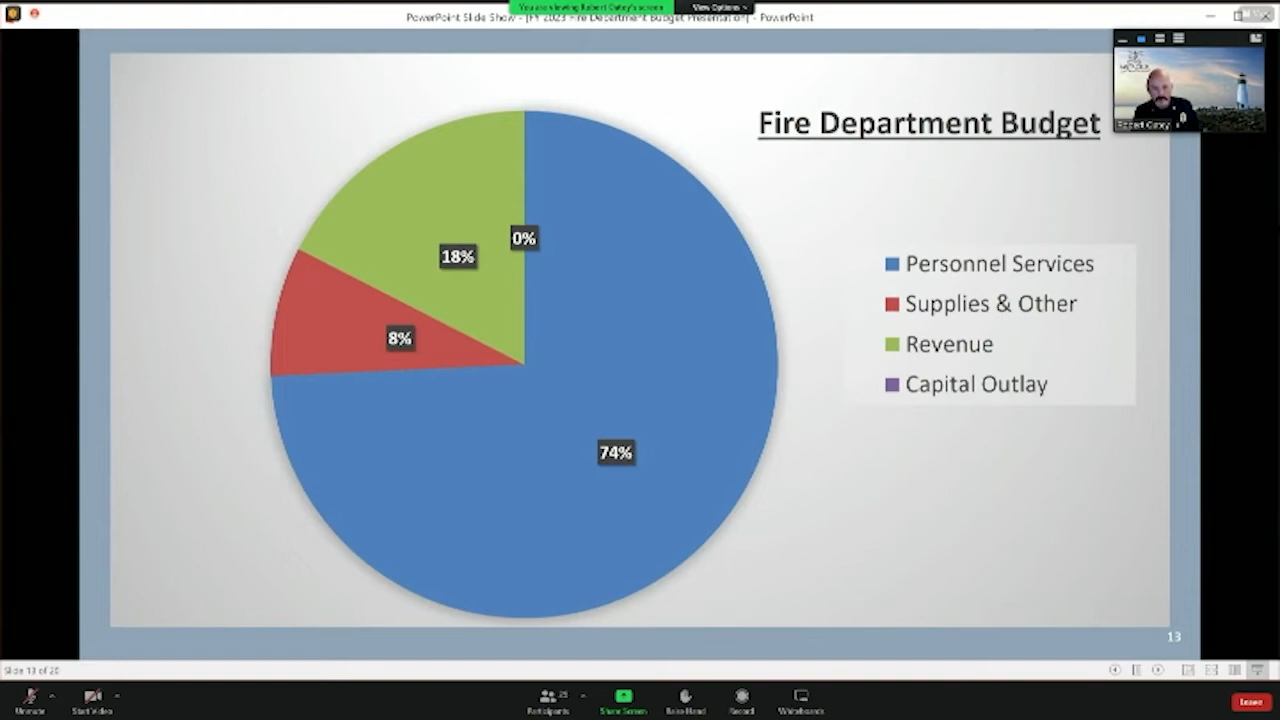 You are viewing Robert Oatey's screen
View Options
PowerPoint Slide Show - [FY 2023 Fire Department Budget Presentation] - PowerPoint
Fire Department Budget
0%
18%
8%
74%
Personnel Services
Supplies & Other
Revenue
Capital Outlay
13
Slide 13 of 20
Unmute
Start Video
Participants
25
Share Screen
Raise Hand
Record
Whiteboards
Leave